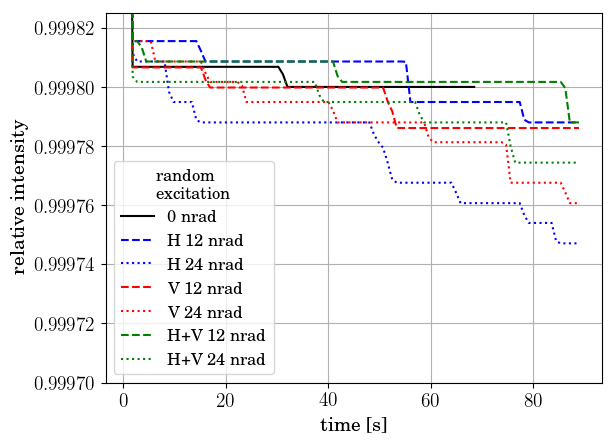 0.99982
0.99980
0.99978
0.99976
0.99974
0.99972
0.99970
relative intensity
random
excitation
0 nrad
H 12 nrad
H 24 nrad
V 12 nrad
V 24 nrad
H+V 12 nrad
H+V 24 nrad
0 20 40 60 80
time [s]